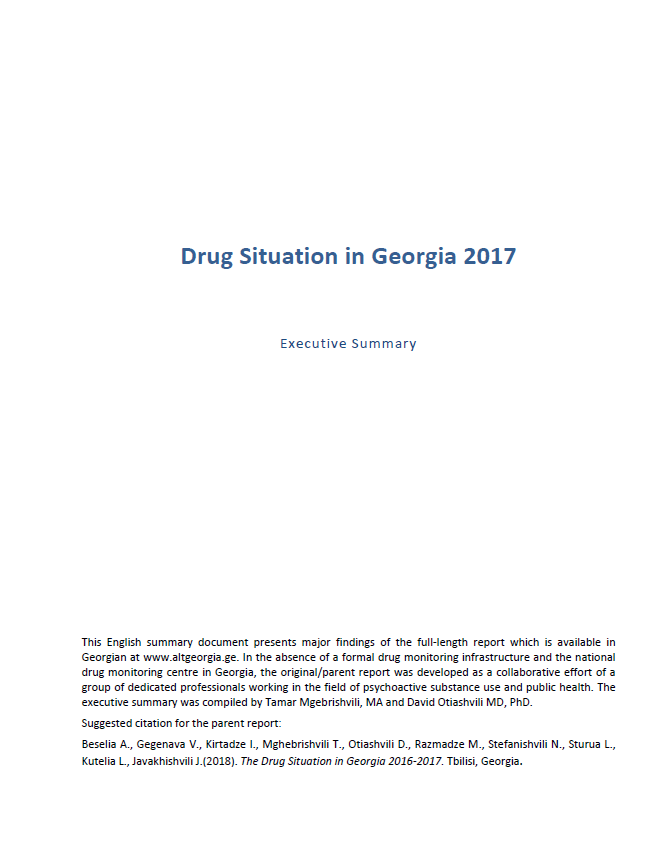 Drug Situation in Georgia 2017
Executive Summary
This English summary document presents major findings of the full-length report which is available in
Georgian at www.altgeorgia.ge. In the absence of a formal drug monitoring infrastructure and the national
drug monitoring centre in Georgia, the original/parent report was developed as a collaborative effort of a
group of dedicated professionals working in the field of psychoactive substance use and public health. The
executive summary was compiled by Tamar Mgebrishvili, MA and David Otiashvili MD, PhD.
Suggested citation for the parent report:
Beselia A., Gegenava V., Kirtadze I., Mghebrishvili T., Otiashvili D., Razmadze M., Stefanishvili N., Sturua L.,
Kutelia L., Javakhishvili J.(2018). The Drug Situation in Georgia 2016-2017. Tbilisi, Georgia.